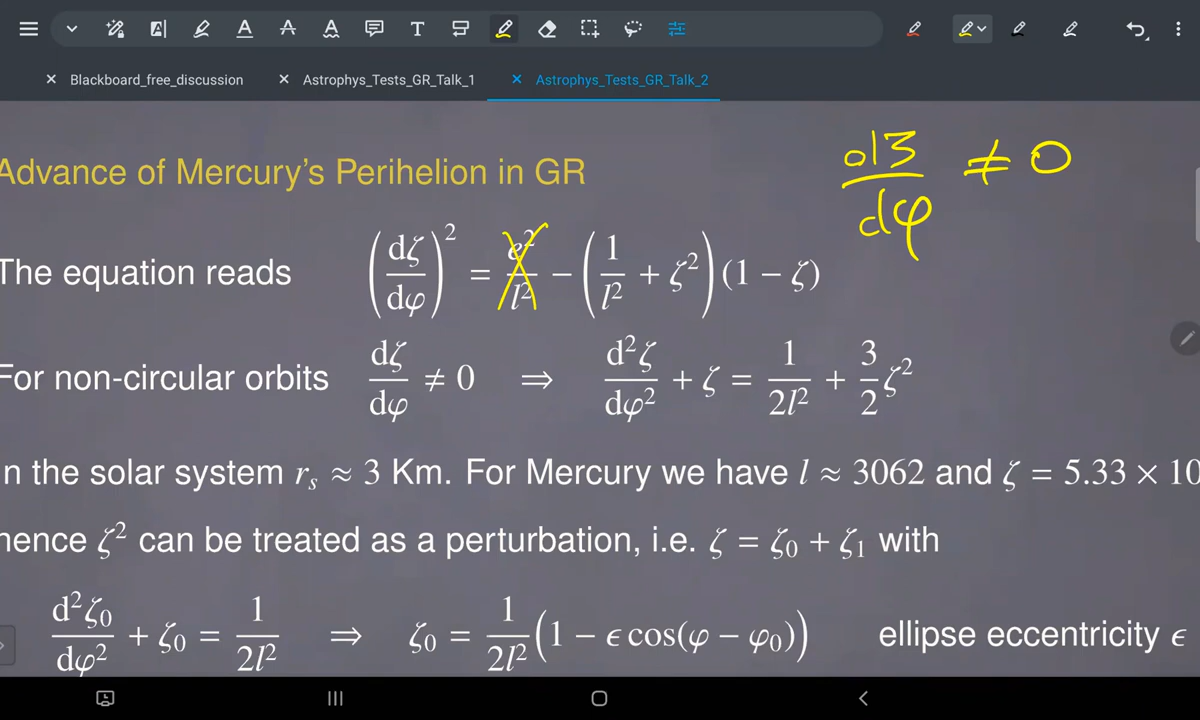 Blackboard_free_discussion Astrophys_Tests_GR_Talk_1 Astrophys_Tests_GR_Talk_2
Advance of Mercury's Perihelion in GR
dζ/dφ ≠ 0
The equation reads (dζ/dφ)² = e²/l² − (1/l² + ζ²)(1 − ζ)
For non-circular orbits dζ/dφ ≠ 0 ⇒ d²ζ/dφ² + ζ = 1/2l² + 3/2 ζ²
n the solar system rₛ ≈ 3 Km. For Mercury we have l ≈ 3062 and ζ = 5.33 × 10
hence ζ² can be treated as a perturbation, i.e. ζ = ζ₀ + ζ₁ with
d²ζ₀/dφ² + ζ₀ = 1/2l² ⇒ ζ₀ = 1/2l² (1 − ϵ cos(φ − φ₀)) ellipse eccentricity ϵ